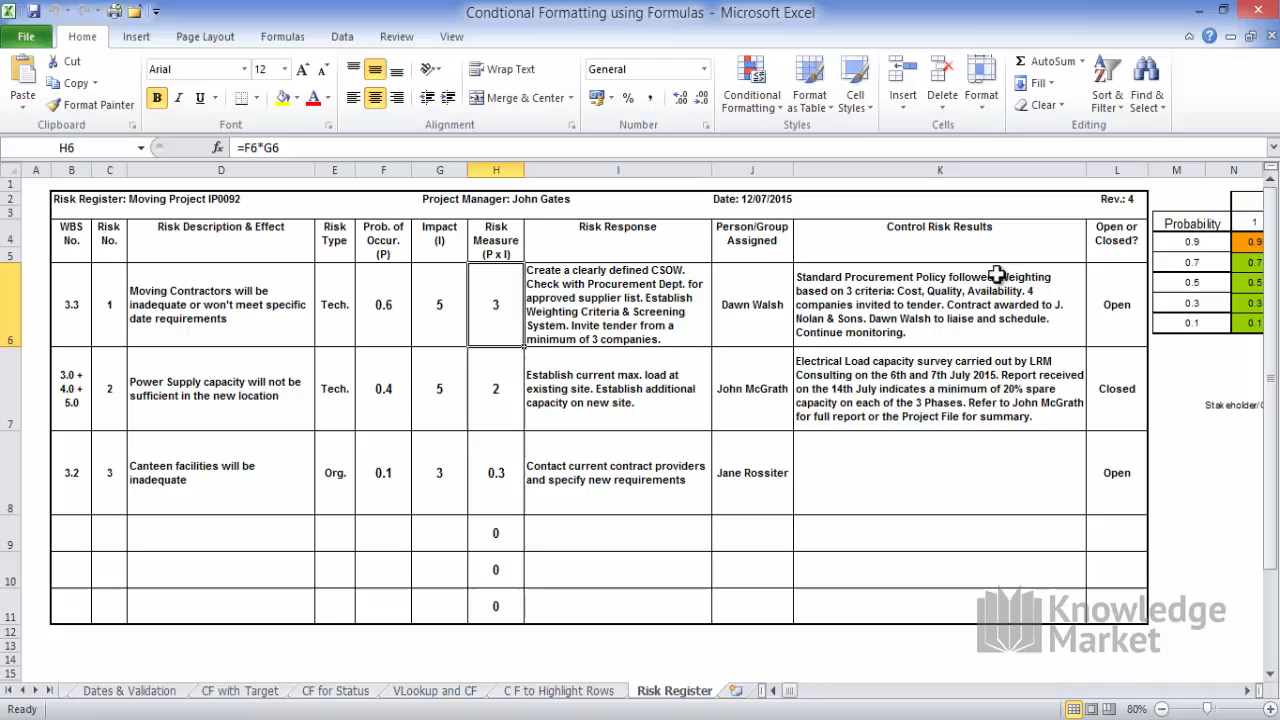 Condtional Formatting using Formulas - Microsoft Excel
File Home Insert Page Layout Formulas Data Review View
Paste
Cut
Copy
Format Painter
Clipboard
Arial 12
B I U
Font
Wrap Text
Merge & Center
Alignment
General
Number
Conditional Formatting
Format as Table
Cell Styles
Styles
Insert Delete Format
Cells
AutoSum
Fill
Clear
Sort & Filter
Find & Select
Editing
H6 fx =F6*G6
A B C D E F G H I J K L M N
1
2
3
4
5
6
7
8
9
10
11
12
13
14
15
Risk Register: Moving Project IP0092 Project Manager: John Gates Date: 12/07/2015 Rev.: 4
WBS No.
Risk No.
Risk Description & Effect
Risk Type
Prob. of Occur. (P)
Impact (I)
Risk Measure (P x I)
Risk Response
Person/Group Assigned
Control Risk Results
Open or Closed?
3.3
1
Moving Contractors will be
inadequate or won't meet specific
date requirements
Tech.
0.6
5
3
Create a clearly defined CSOW.
Check with Procurement Dept. for
approved supplier list. Establish
Weighting Criteria & Screening
System. Invite tender from a
minimum of 3 companies.
Dawn Walsh
Standard Procurement Policy followed. Weighting
based on 3 criteria: Cost, Quality, Availability. 4
companies invited to tender. Contract awarded to J.
Nolan & Sons. Dawn Walsh to liaise and schedule.
Continue monitoring.
Open
3.0 +
4.0 +
5.0
2
Power Supply capacity will not be
sufficient in the new location
Tech.
0.4
5
2
Establish current max. load at
existing site. Establish additional
capacity on new site.
John McGrath
Electrical Load capacity survey carried out by LRM
Consulting on the 6th and 7th July 2015. Report received
on the 14th July indicates a minimum of 20% spare
capacity on each of the 3 Phases. Refer to John McGrath
for full report or the Project File for summary.
Closed
3.2
3
Canteen facilities will be
inadequate
Org.
0.1
3
0.3
Contact current contract providers
and specify new requirements
Jane Rossiter
Open
0
0
0
Probability 1
0.9 0.9
0.7 0.7
0.5 0.5
0.3 0.3
0.1 0.1
Stakeholder/
Knowledge
Market
Dates & Validation CF with Target CF for Status VLookup and CF C F to Highlight Rows Risk Register
Ready 80%